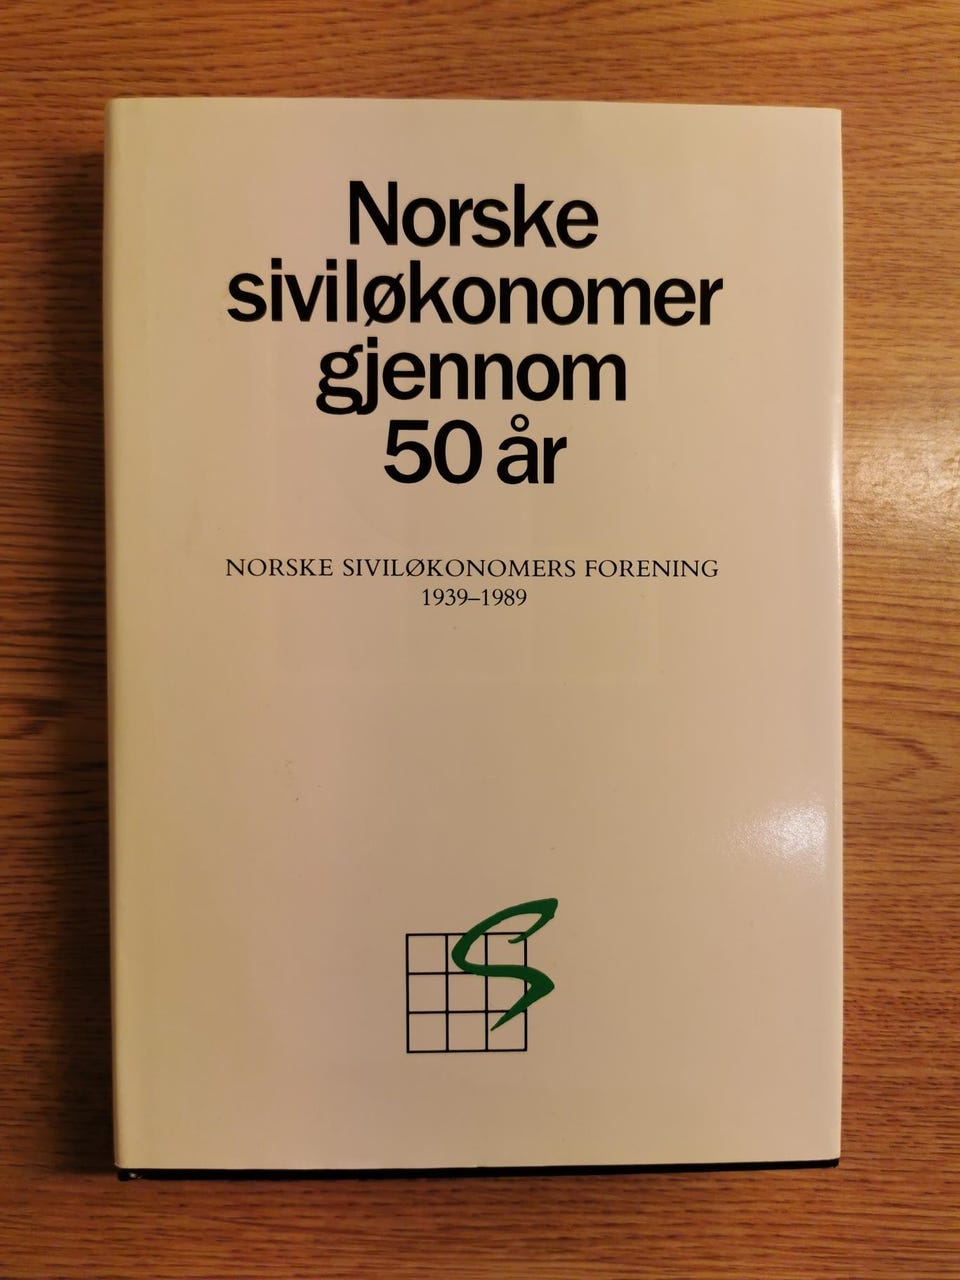 Norske
siviløkonomer
gjennom
50 år
NORSKE SIVILØKONOMERS FORENING
1939–1989
S